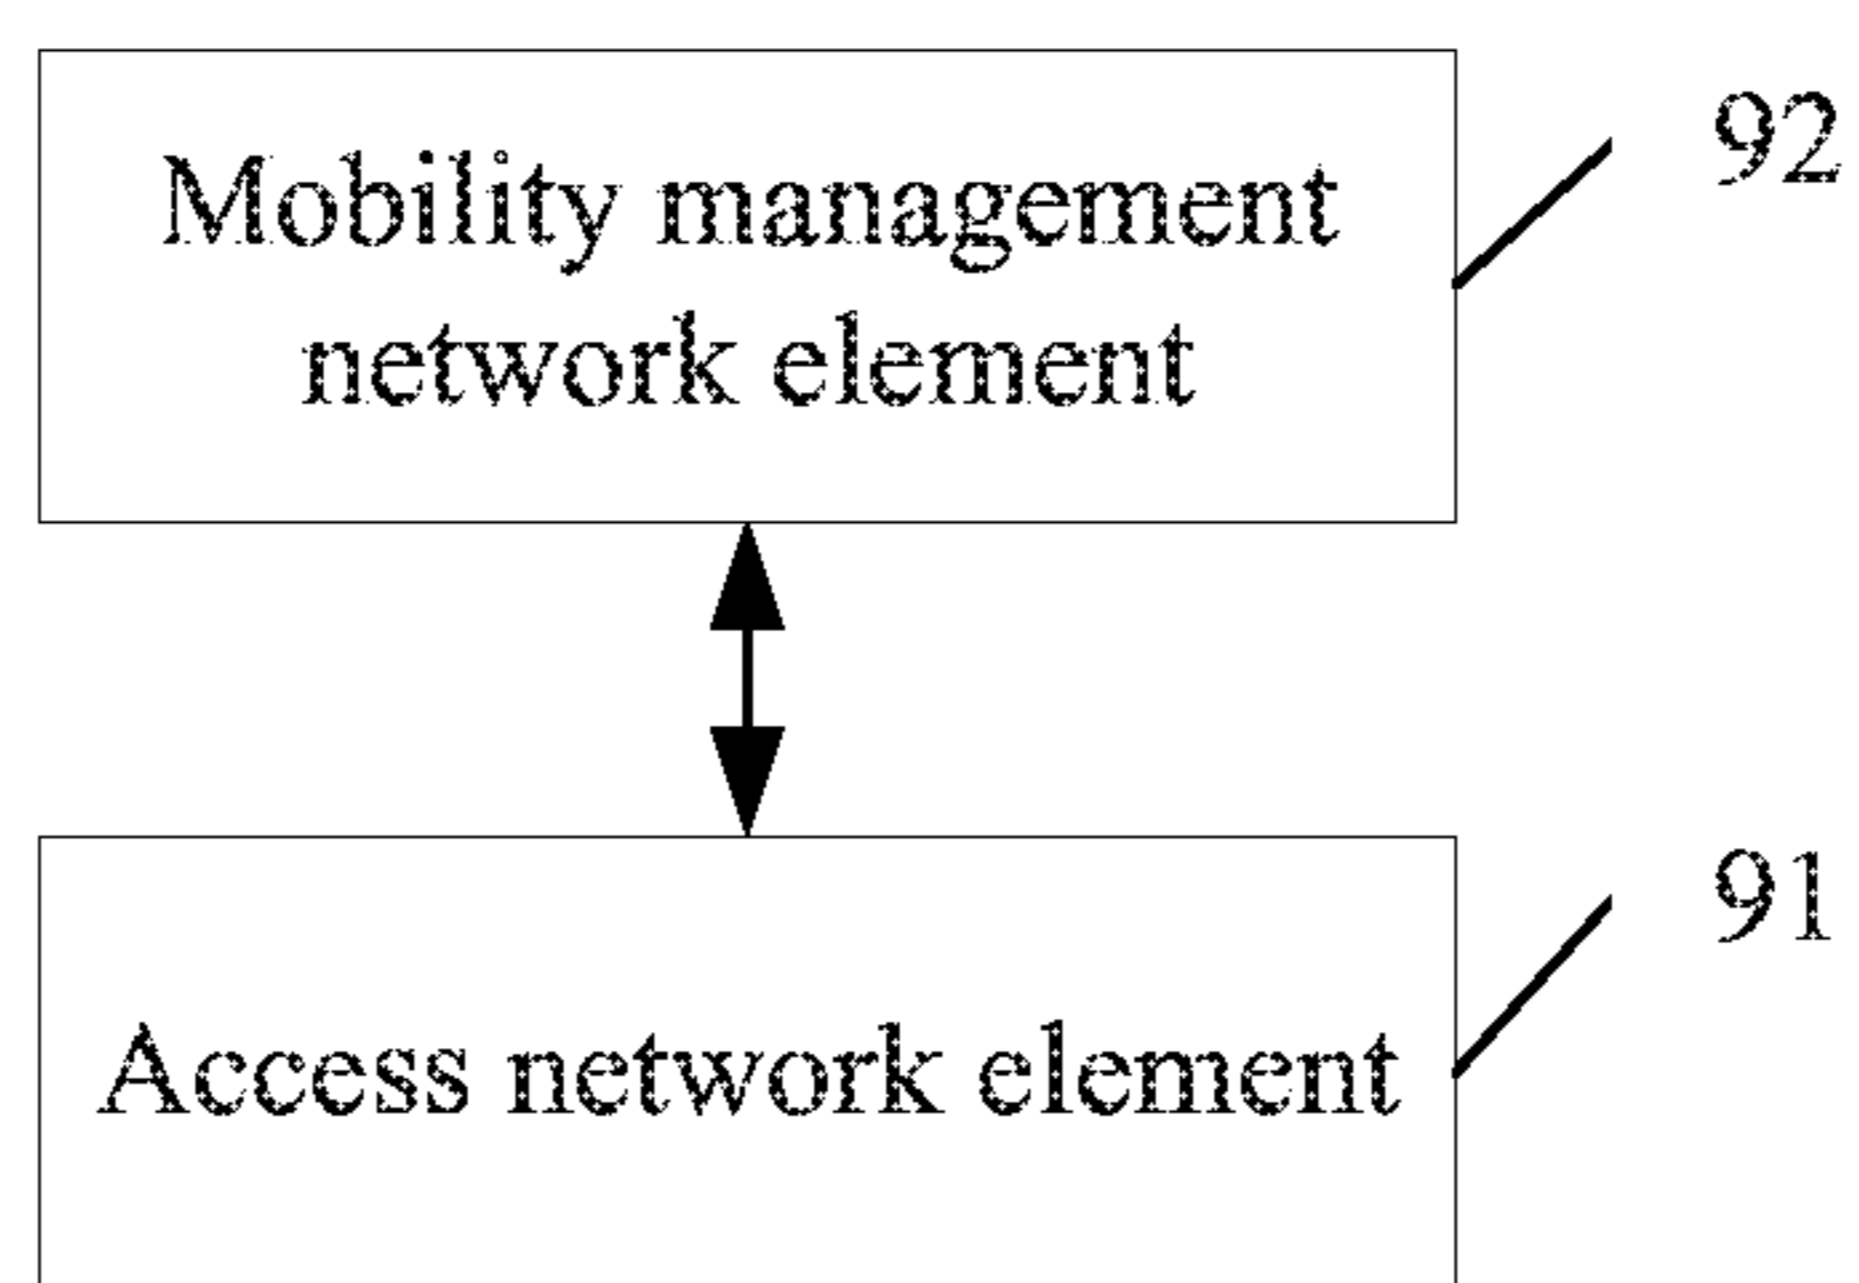 Mobility management
network element
92
Access network element
91